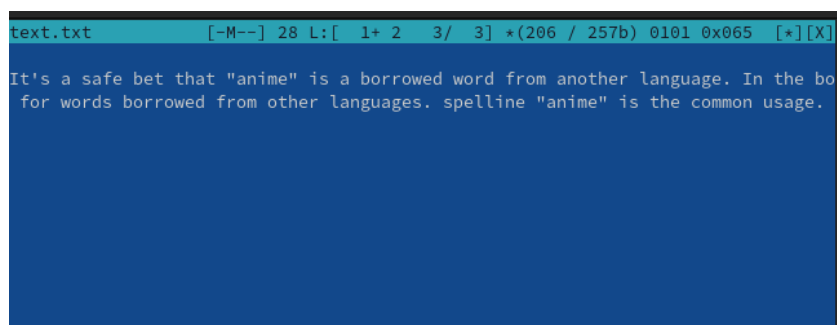 text.txt [-M--] 28 L:[ 1+ 2 3/ 3] *(206 / 257b) 0101 0x065 [*][X]
It's a safe bet that "anime" is a borrowed word from another language. In the bo
for words borrowed from other languages. spelline "anime" is the common usage.